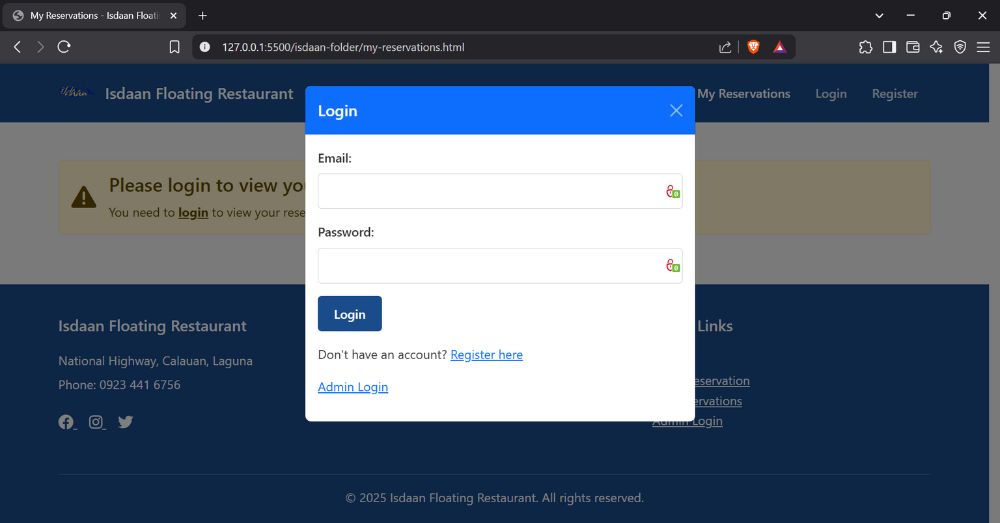 My Reservations - Isdaan Floati
127.0.0.1:5500/isdaan-folder/my-reservations.html
isdaan
Isdaan Floating Restaurant
My Reservations
Login
Register
Please login to view you
You need to login to view your rese
Login
Email:
0
Password:
0
Login
Don't have an account? Register here
Admin Login
Isdaan Floating Restaurant
National Highway, Calauan, Laguna
Phone: 0923 441 6756
Links
eservation
ervations
Admin Login
© 2025 Isdaan Floating Restaurant. All rights reserved.